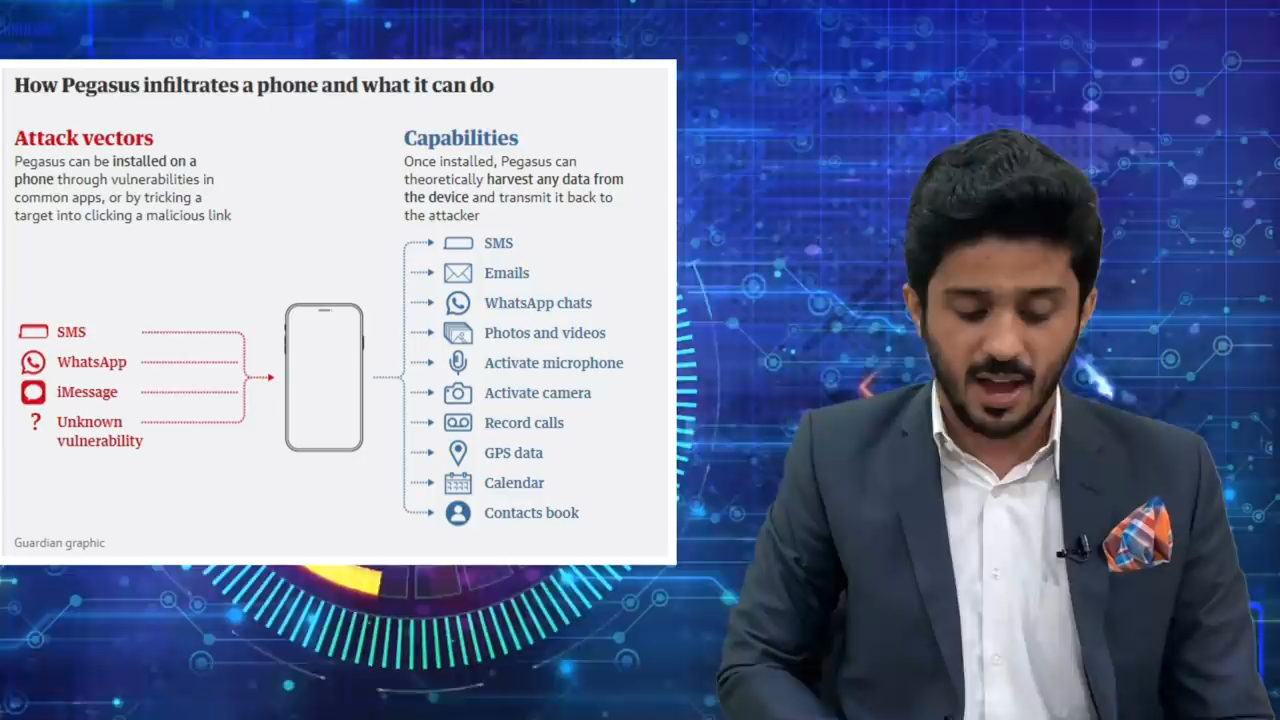 How Pegasus infiltrates a phone and what it can do
Attack vectors
Pegasus can be installed on a
phone through vulnerabilities in
common apps, or by tricking a
target into clicking a malicious link
SMS
WhatsApp
iMessage
?
Unknown
vulnerability
Capabilities
Once installed, Pegasus can
theoretically harvest any data from
the device and transmit it back to
the attacker
SMS
Emails
WhatsApp chats
Photos and videos
Activate microphone
Activate camera
Record calls
GPS data
Calendar
Contacts book
Guardian graphic